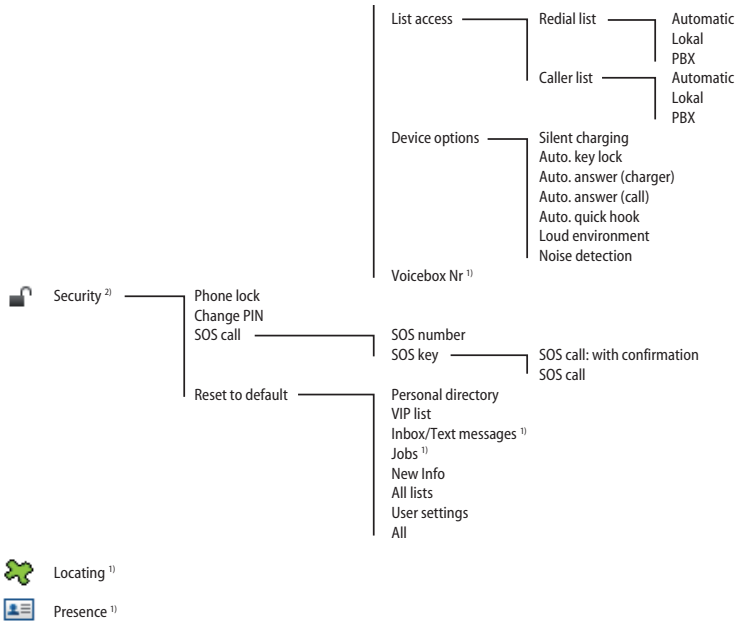 List access Redial list Automatic
Lokal
PBX
Caller list Automatic
Lokal
PBX
Device options Silent charging
Auto. key lock
Auto. answer (charger)
Auto. answer (call)
Auto. quick hook
Loud environment
Noise detection
Voicebox Nr 1)
Security 2) Phone lock
Change PIN
SOS call SOS number
SOS key SOS call: with confirmation
SOS call
Reset to default Personal directory
VIP list
Inbox/Text messages 1)
Jobs 1)
New Info
All lists
User settings
All
Locating 1)
Presence 1)